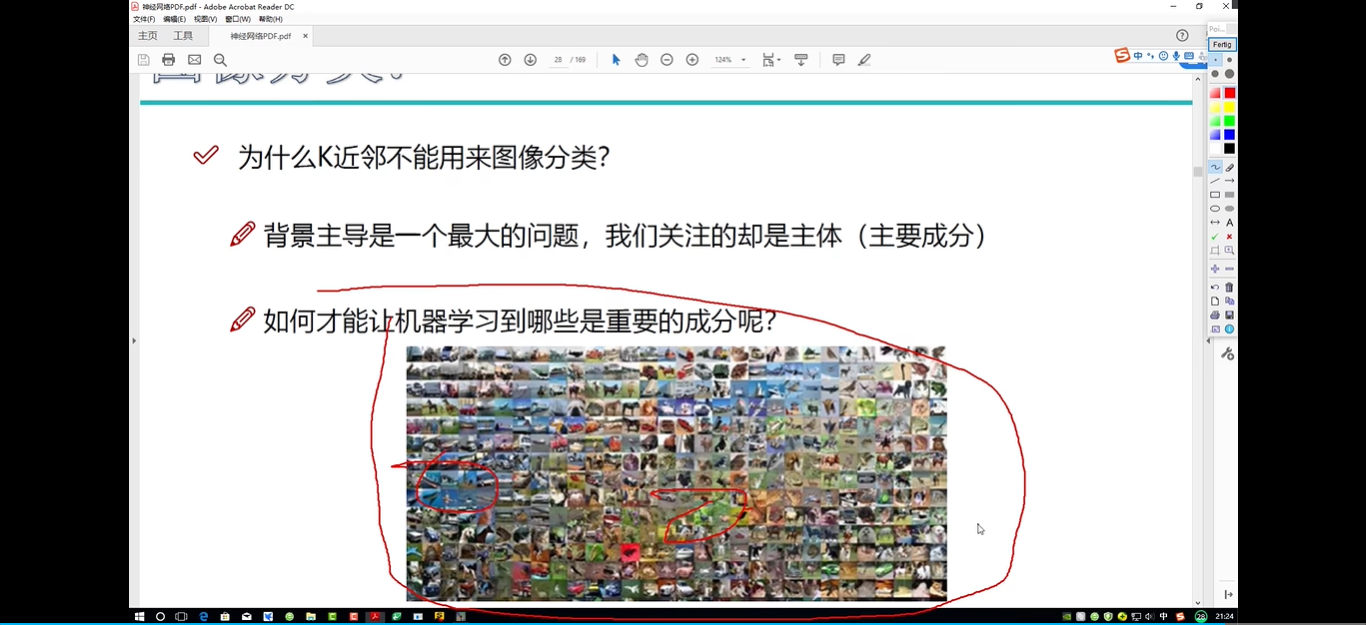 神经网络PDF.pdf - Adobe Acrobat Reader DC
文件(F) 编辑(E) 视图(V) 窗口(W) 帮助(H)
主页 工具 神经网络PDF.pdf ×
28 / 169 124%
中
Fertig
为什么K近邻不能用来图像分类?
背景主导是一个最大的问题，我们关注的却是主体（主要成分）
如何才能让机器学习到哪些是重要的成分呢?
中 28 21:24